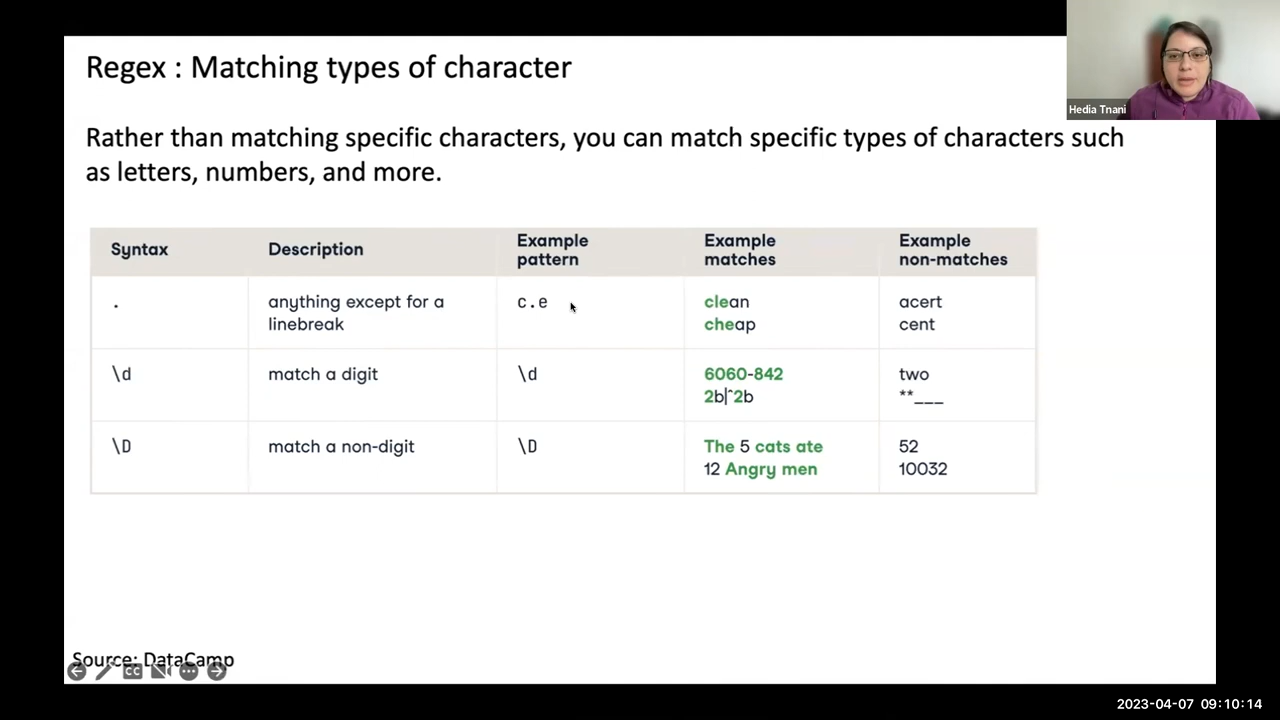 Regex : Matching types of character
Hedia Tnani
Rather than matching specific characters, you can match specific types of characters such
as letters, numbers, and more.
Syntax Description Example pattern Example matches Example non-matches
. anything except for a linebreak c.e clean cheap acert cent
\d match a digit \d 6060-842 2b|^2b two **___
\D match a non-digit \D The 5 cats ate 12 Angry men 52 10032
Source: DataCamp
CC
2023-04-07 09:10:14